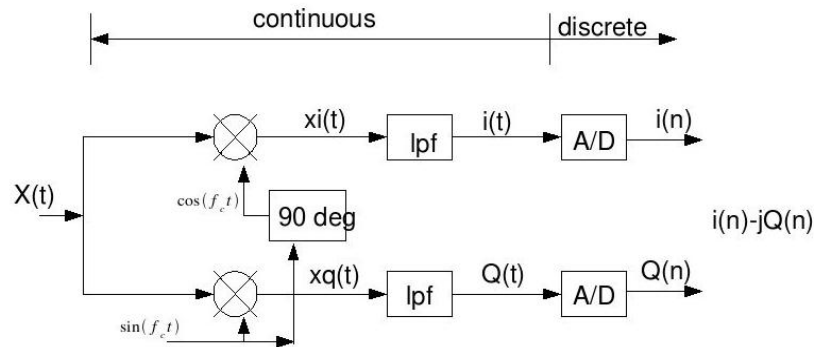 continuous
discrete
xi(t)
lpf
i(t)
A/D
i(n)
X(t)
cos(f_c t)
90 deg
i(n)-jQ(n)
xq(t)
lpf
Q(t)
A/D
Q(n)
sin(f_c t)